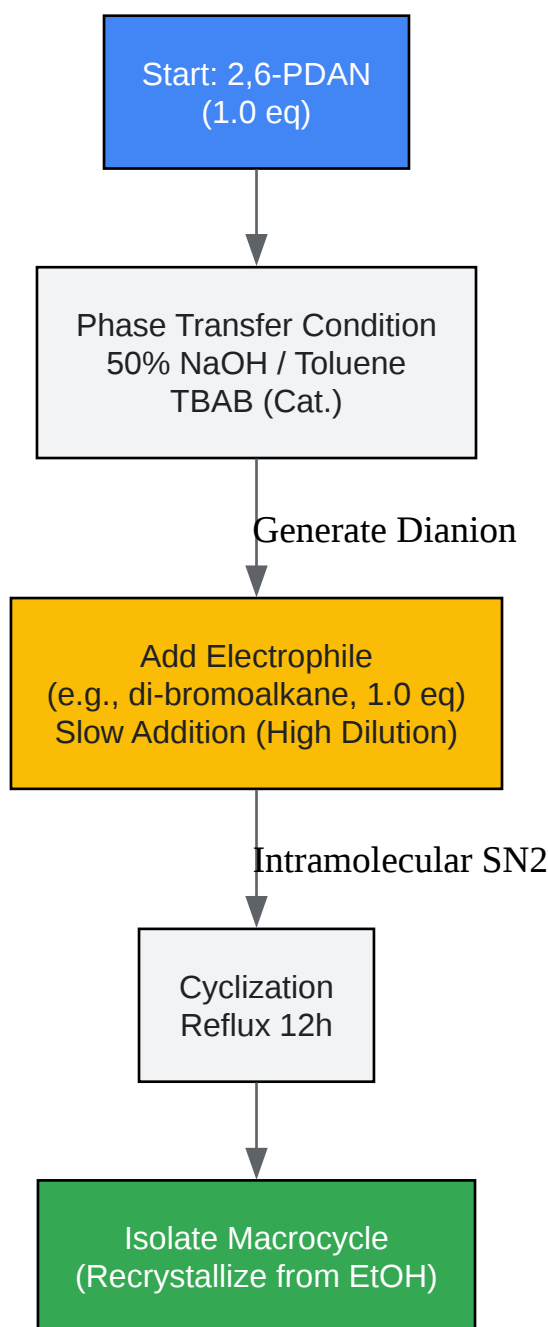 Start: 2,6-PDAN
(1.0 eq)
Phase Transfer Condition
50% NaOH / Toluene
TBAB (Cat.)
Generate Dianion
Add Electrophile
(e.g., di-bromoalkane, 1.0 eq)
Slow Addition (High Dilution)
Intramolecular SN2
Cyclization
Reflux 12h
Isolate Macrocycle
(Recrystallize from EtOH)